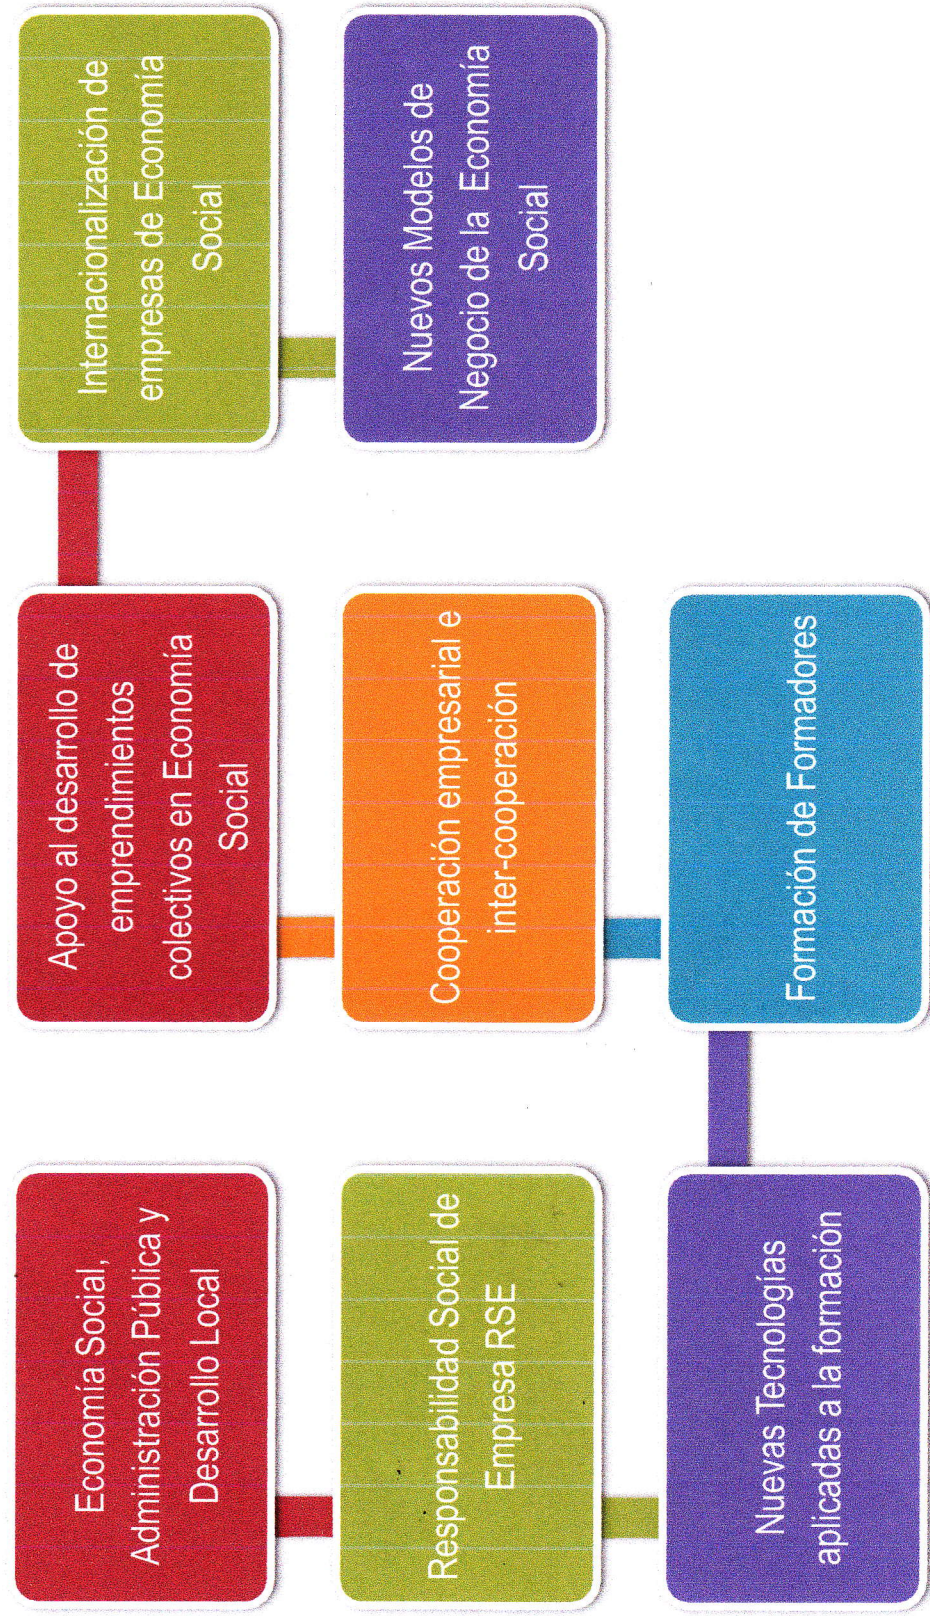 Economía Social,
Administración Pública y
Desarrollo Local
Responsabilidad Social de
Empresa RSE
Nuevas Tecnologías
aplicadas a la formación
Formación de Formadores
Cooperación empresarial e
inter-cooperación
Apoyo al desarrollo de
emprendimientos
colectivos en Economía
Social
Internacionalización de
empresas de Economía
Social
Nuevos Modelos de
Negocio de la Economía
Social